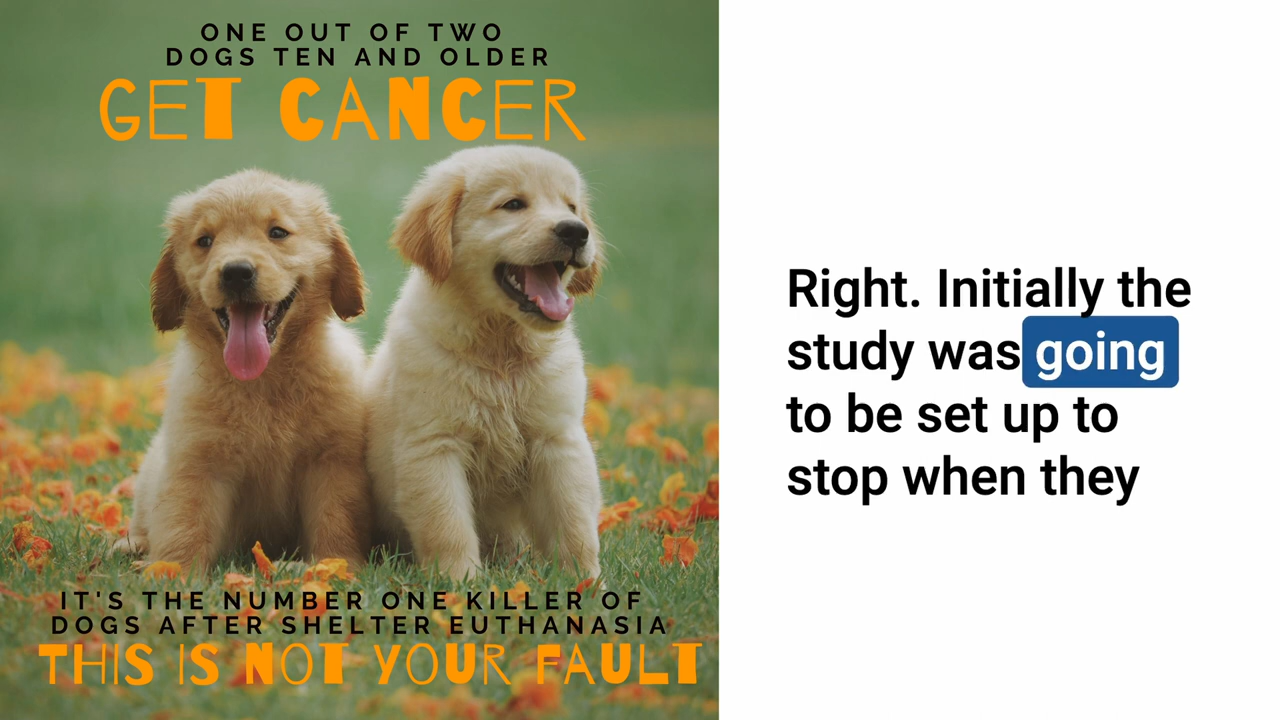 ONE OUT OF TWO
DOGS TEN AND OLDER
GET CANCER
IT'S THE NUMBER ONE KILLER OF
DOGS AFTER SHELTER EUTHANASIA
THIS IS NOT YOUR FAULT
Right. Initially the
study was going
to be set up to
stop when they